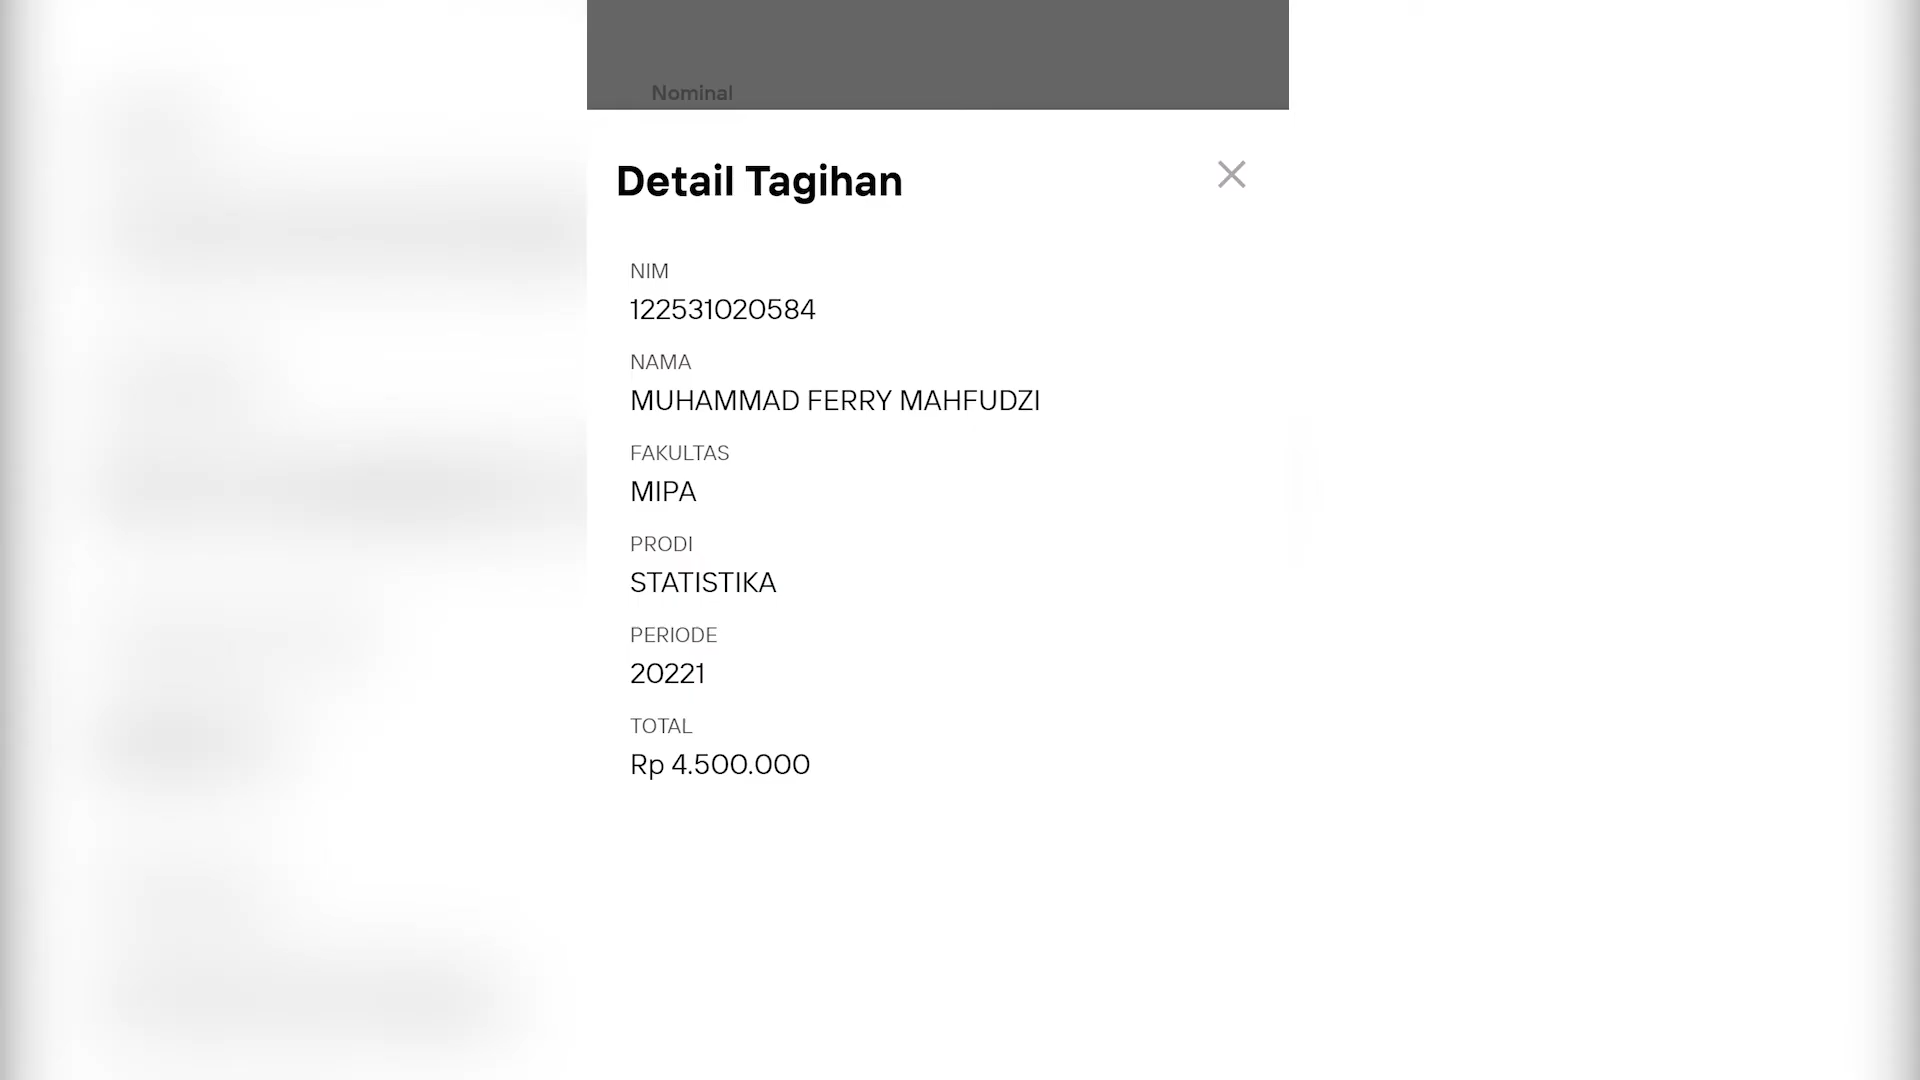 Nominal
Detail Tagihan
NIM
122531020584
NAMA
MUHAMMAD FERRY MAHFUDZI
FAKULTAS
MIPA
PRODI
STATISTIKA
PERIODE
20221
TOTAL
Rp 4.500.000